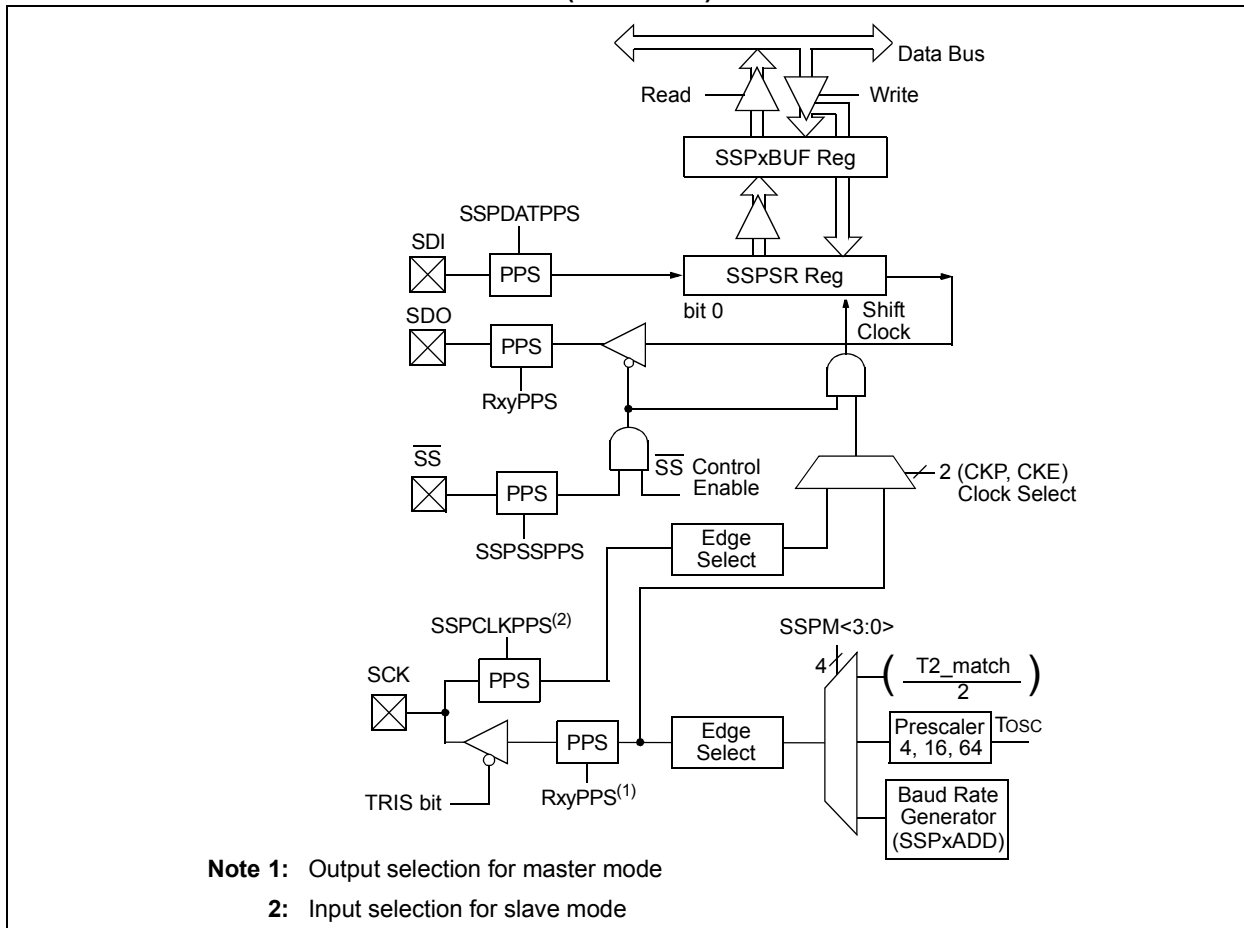 Data Bus
Read
Write
SSPxBUF Reg
SSPDATPPS
SDI
PPS
SSPSR Reg
bit 0
Shift
Clock
SDO
PPS
RxyPPS
SS
SS Control
Enable
PPS
SSPSSPPS
2 (CKP, CKE)
Clock Select
Edge
Select
SSPCLKPPS(2)
SSPM<3:0>
4
SCK
PPS
( T2_match
2 )
PPS
Edge
Select
Prescaler
4, 16, 64
TOSC
RxyPPS(1)
TRIS bit
Baud Rate
Generator
(SSPxADD)
Note 1: Output selection for master mode
2: Input selection for slave mode